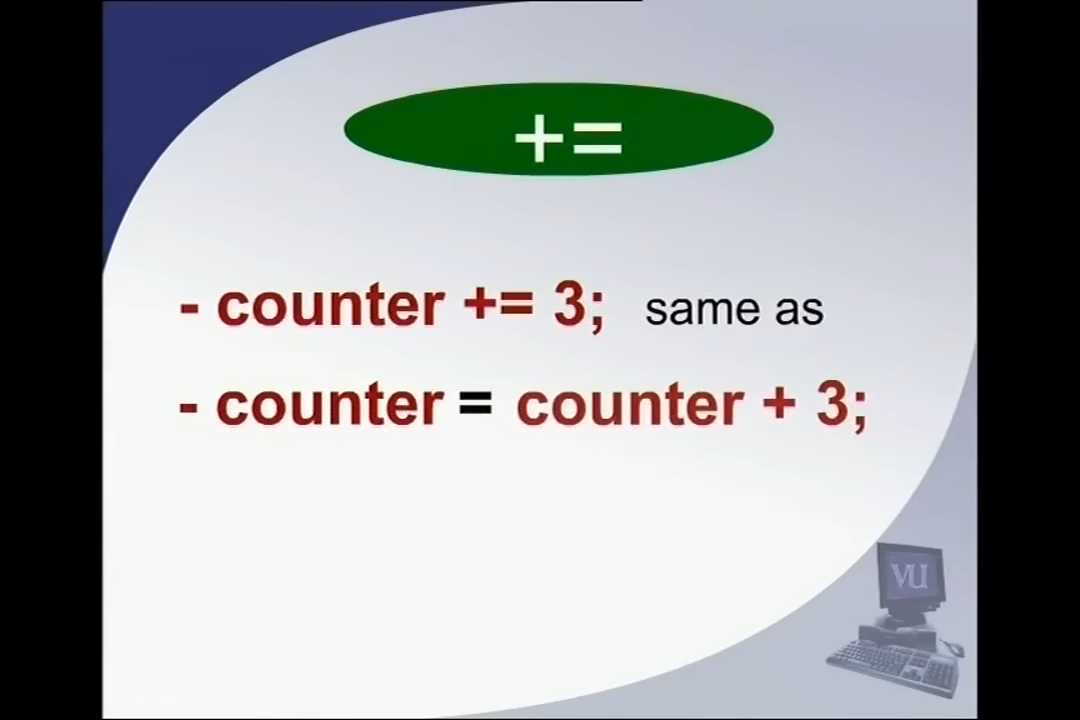 +=
- counter += 3; same as
- counter = counter + 3;
VU